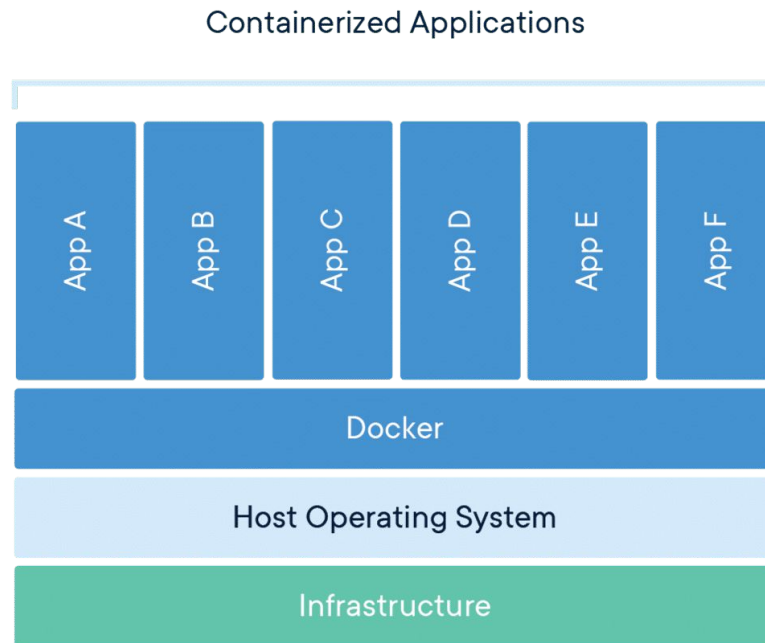 Containerized Applications
App A
App B
App C
App D
App E
App F
Docker
Host Operating System
Infrastructure